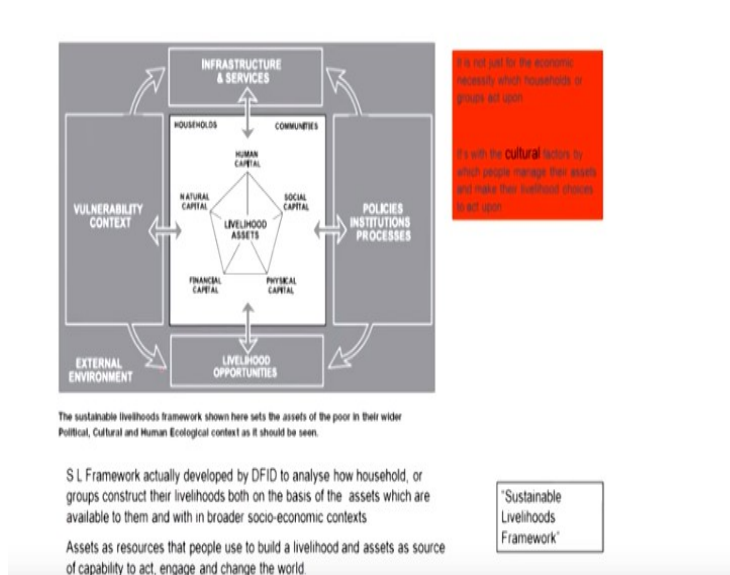 INFRASTRUCTURE
& SERVICES
HOUSEHOLDS
COMMUNITIES
HUMAN
CAPITAL
NATURAL
CAPITAL
SOCIAL
CAPITAL
LIVELIHOOD
ASSETS
FINANCIAL
CAPITAL
PHYSICAL
CAPITAL
VULNERABILITY
CONTEXT
POLICIES
INSTITUTIONS
PROCESSES
EXTERNAL
ENVIRONMENT
LIVELIHOOD
OPPORTUNITIES
It is not just for the economic
necessity which households or
groups act upon
It's with the cultural factors by
which people manage their assets
and make their livelihood choices
to act upon
The sustainable livelihoods framework shown here sets the assets of the poor in their wider
Political, Cultural and Human Ecological context as it should be seen.
S L Framework actually developed by DFID to analyse how household, or
groups construct their livelihoods both on the basis of the assets which are
available to them and with in broader socio-economic contexts
Assets as resources that people use to build a livelihood and assets as source
of capability to act, engage and change the world.
"Sustainable
Livelihoods
Framework"